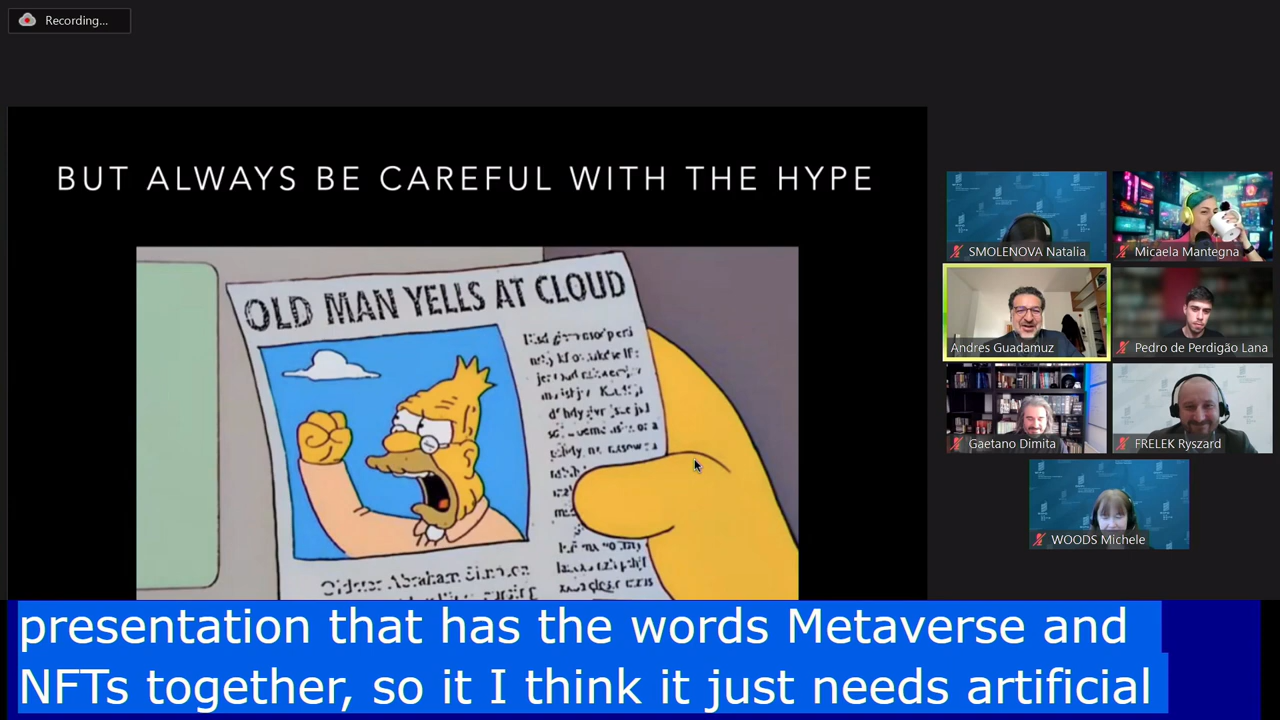 Recording...
BUT ALWAYS BE CAREFUL WITH THE HYPE
OLD MAN YELLS AT CLOUD
SMOLENOVA Natalia
Micaela Mantegna
Andres Guadamuz
Pedro de Perdigão Lana
Gaetano Dimita
FRELEK Ryszard
WOODS Michele
presentation that has the words Metaverse and
NFTs together, so it I think it just needs artificial